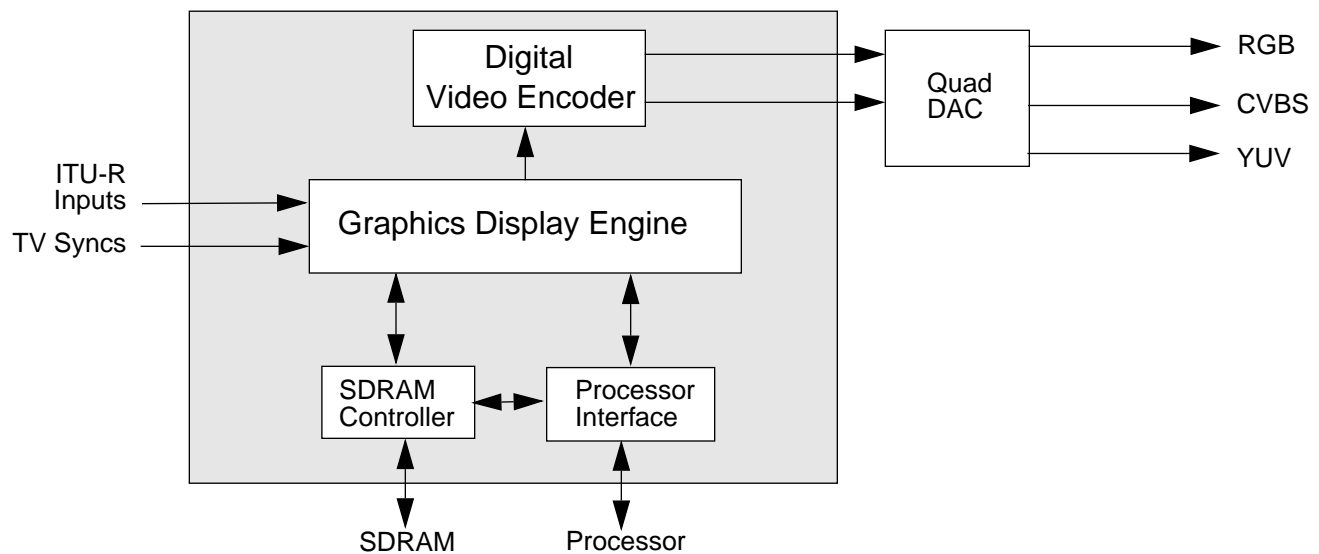 Digital
Video Encoder
Quad
DAC
RGB
CVBS
YUV
ITU-R
Inputs
TV Syncs
Graphics Display Engine
SDRAM
Controller
Processor
Interface
SDRAM
Processor